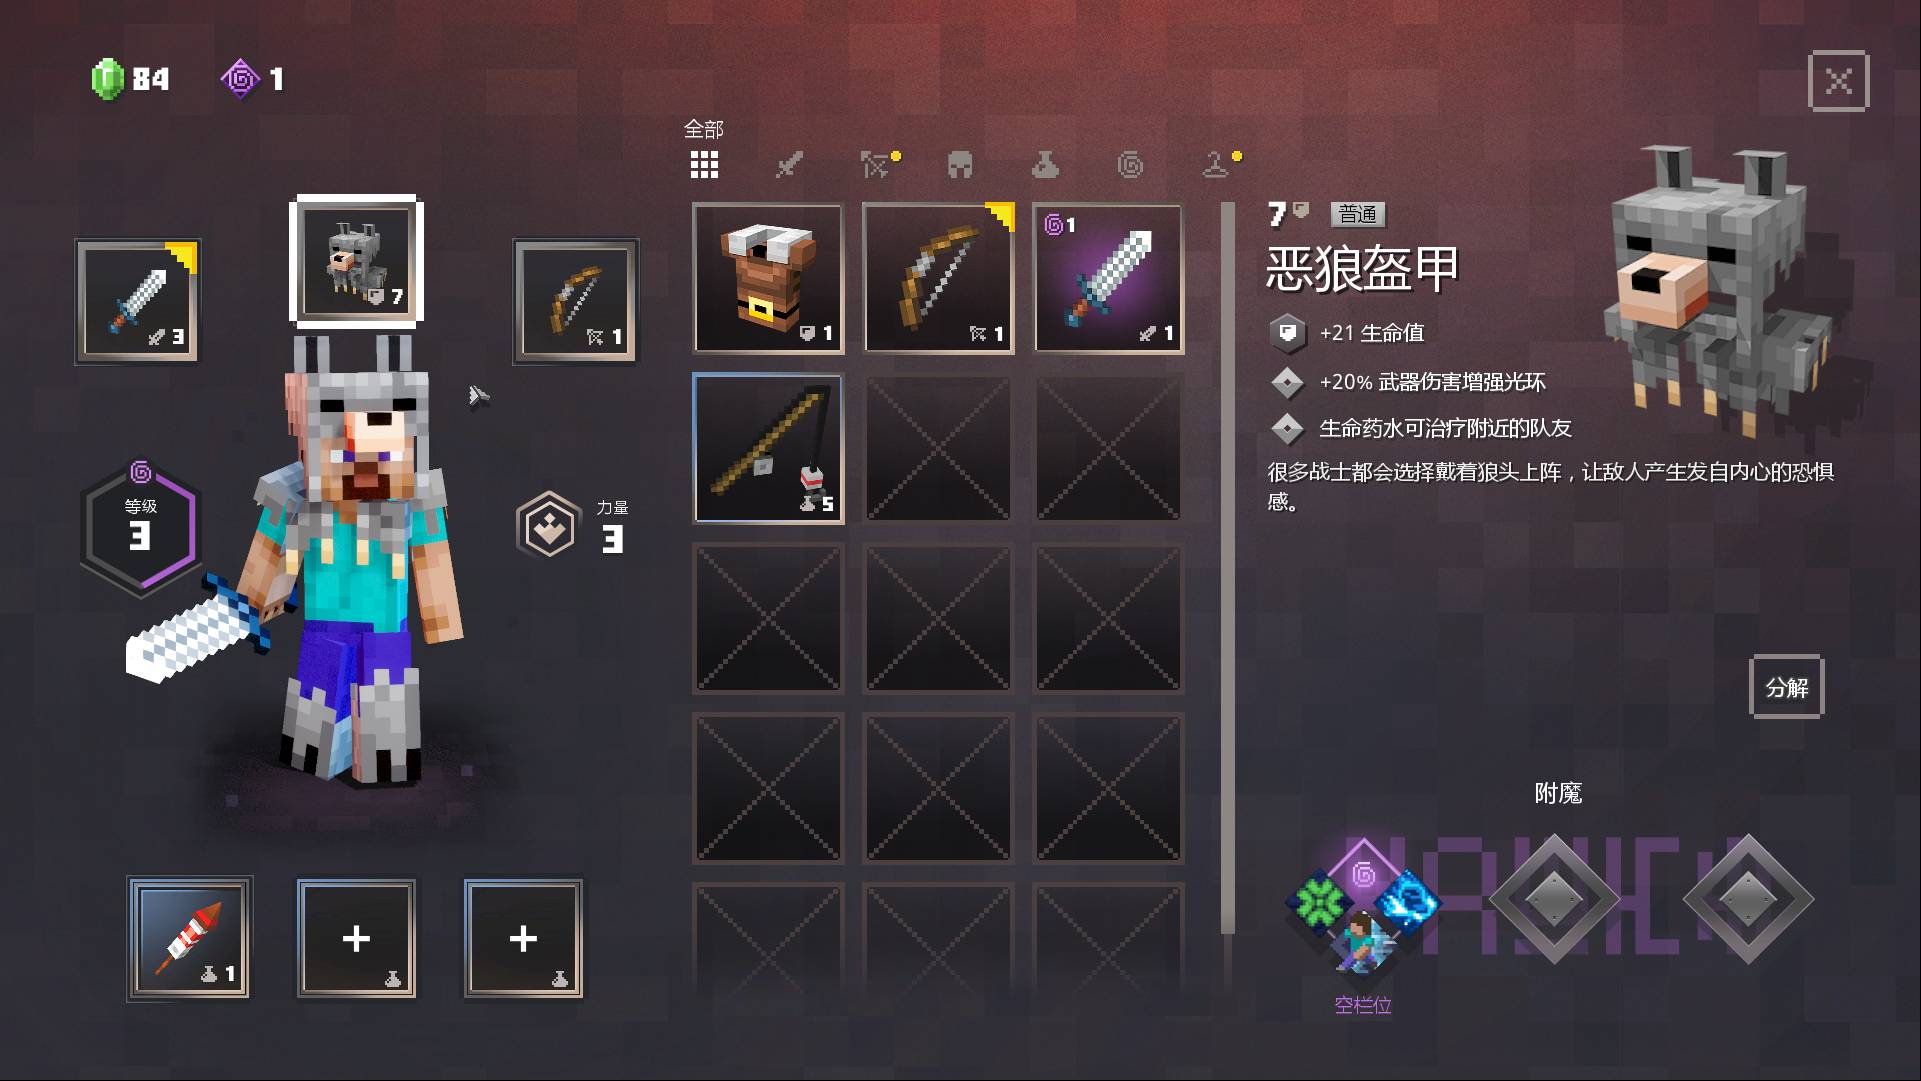 84
1
全部
7
普通
恶狼盔甲
+21 生命值
+20% 武器伤害增强光环
生命药水可治疗附近的队友
很多战士都会选择戴着狼头上阵，让敌人产生发自内心的恐惧
感。
3
7
1
1
1
1
1
5
等级
3
力量
3
分解
附魔
1
空栏位